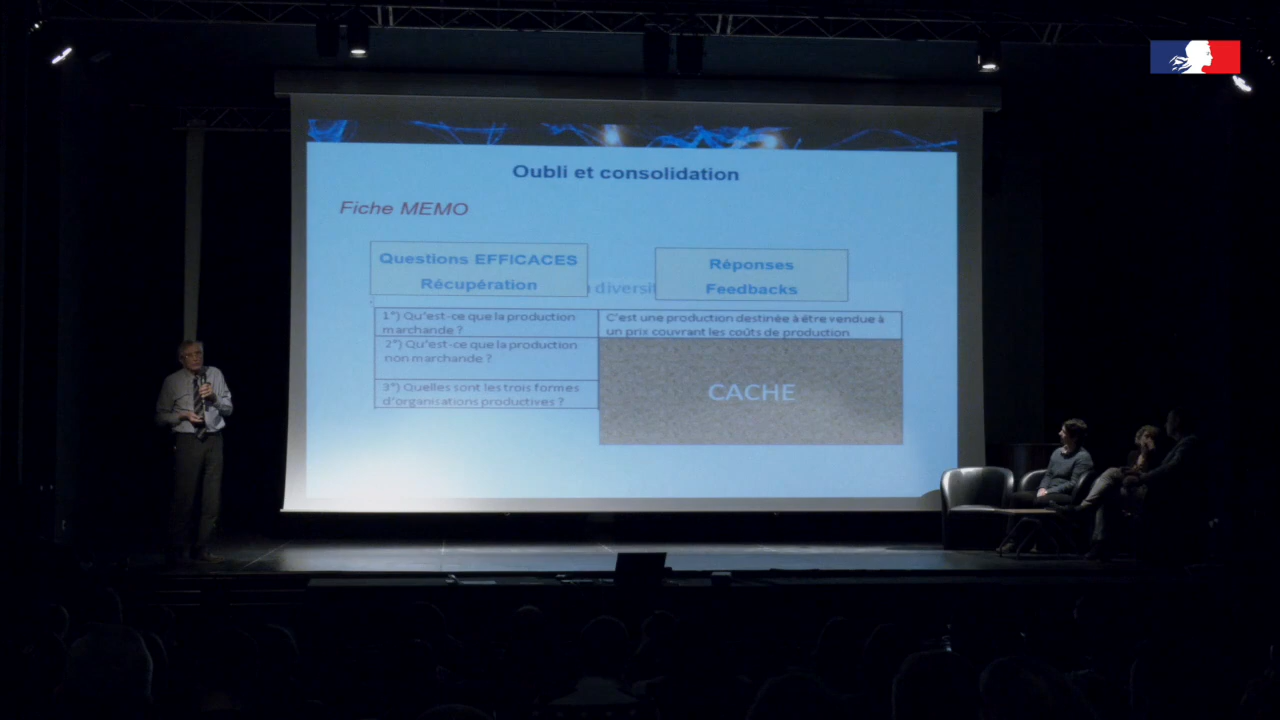 Oubli et consolidation
Fiche MEMO
Questions EFFICACES
Récupération
Réponses
Feedbacks
1°) Qu'est-ce que la production
marchande ?
C'est une production destinée à être vendue à
un prix couvrant les coûts de production
2°) Qu'est-ce que la production
non marchande ?
3°) Quelles sont les trois formes
d'organisations productives ?
CACHE